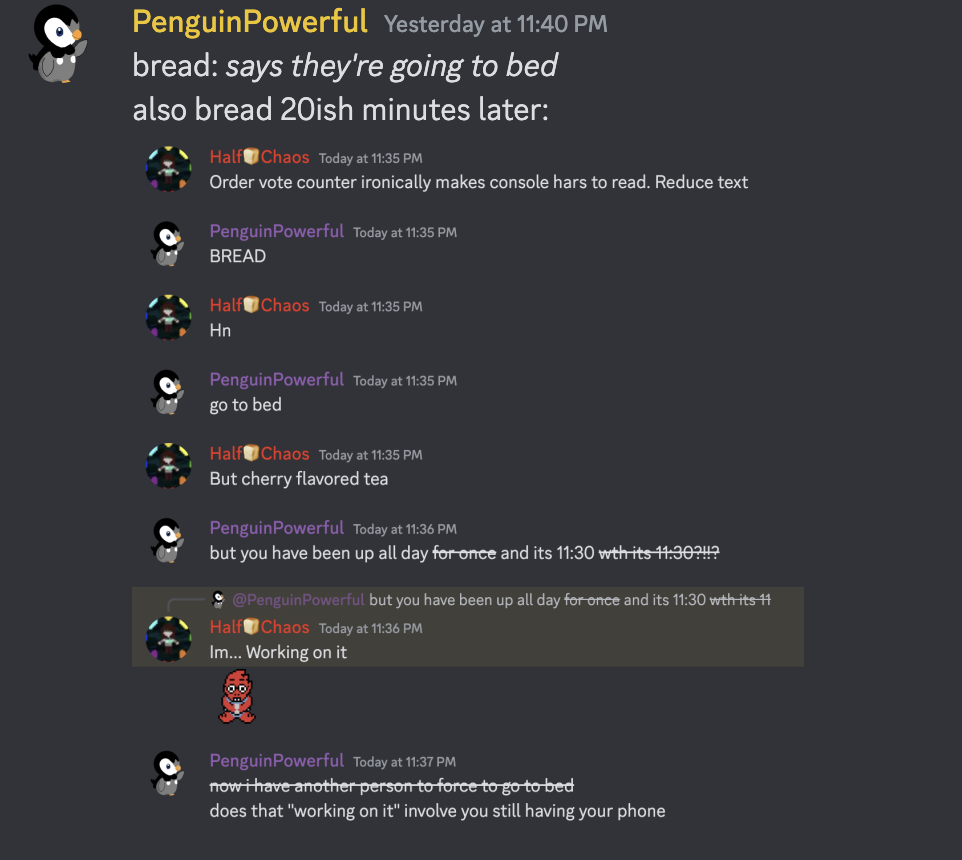 PenguinPowerful Yesterday at 11:40 PM
bread: says they're going to bed
also bread 20ish minutes later:
Half🍞Chaos Today at 11:35 PM
Order vote counter ironically makes console hars to read. Reduce text
PenguinPowerful Today at 11:35 PM
BREAD
Half🍞Chaos Today at 11:35 PM
Hn
PenguinPowerful Today at 11:35 PM
go to bed
Half🍞Chaos Today at 11:35 PM
But cherry flavored tea
PenguinPowerful Today at 11:36 PM
but you have been up all day for once and its 11:30 wth its 11:30?!!?
@PenguinPowerful but you have been up all day for once and its 11:30 wth its 11
Half🍞Chaos Today at 11:36 PM
Im... Working on it
PenguinPowerful Today at 11:37 PM
now i have another person to force to go to bed
does that "working on it" involve you still having your phone